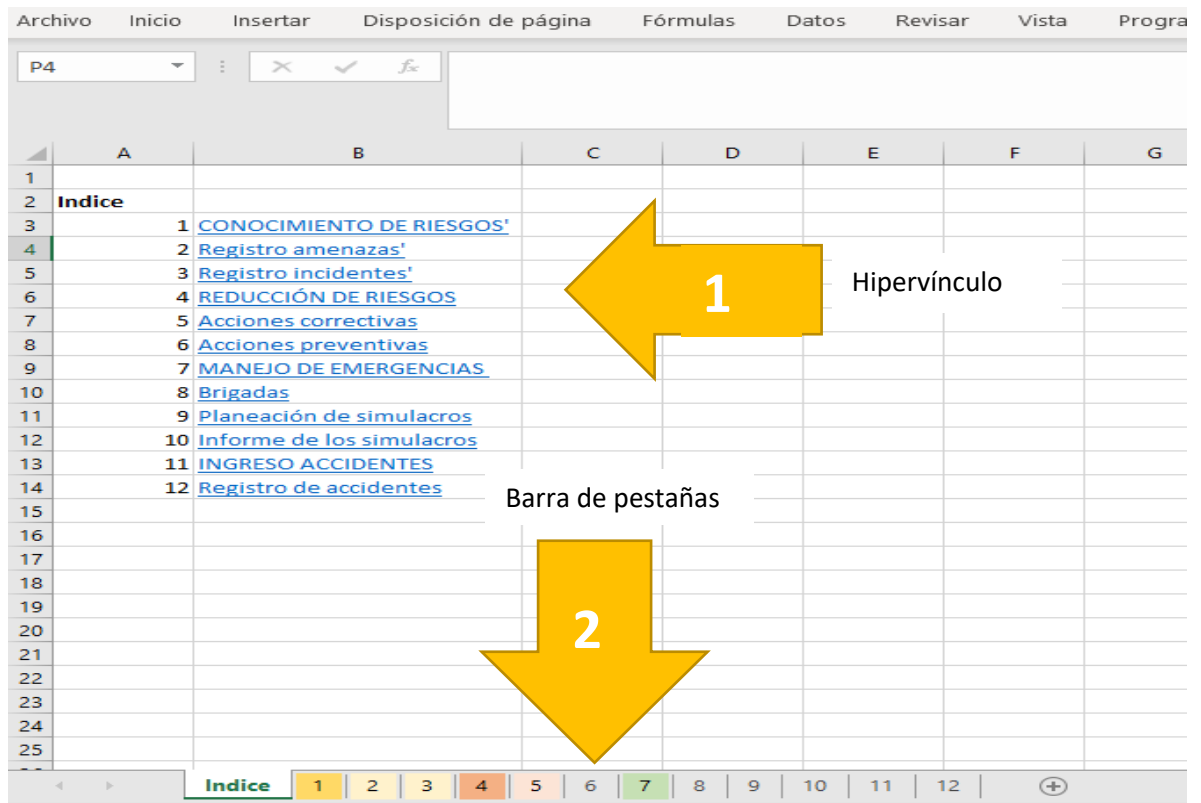 Archivo Inicio Insertar Disposición de página Fórmulas Datos Revisar Vista Progra
P4 fx
A B C D E F G
1
2 Indice
3 1 CONOCIMIENTO DE RIESGOS'
4 2 Registro amenazas'
5 3 Registro incidentes'
6 4 REDUCCIÓN DE RIESGOS
7 5 Acciones correctivas
8 6 Acciones preventivas
9 7 MANEJO DE EMERGENCIAS
10 8 Brigadas
11 9 Planeación de simulacros
12 10 Informe de los simulacros
13 11 INGRESO ACCIDENTES
14 12 Registro de accidentes
15
16
17
18
19
20
21
22
23
24
25
1
Hipervínculo
Barra de pestañas
2
Indice 1 2 3 4 5 6 7 8 9 10 11 12